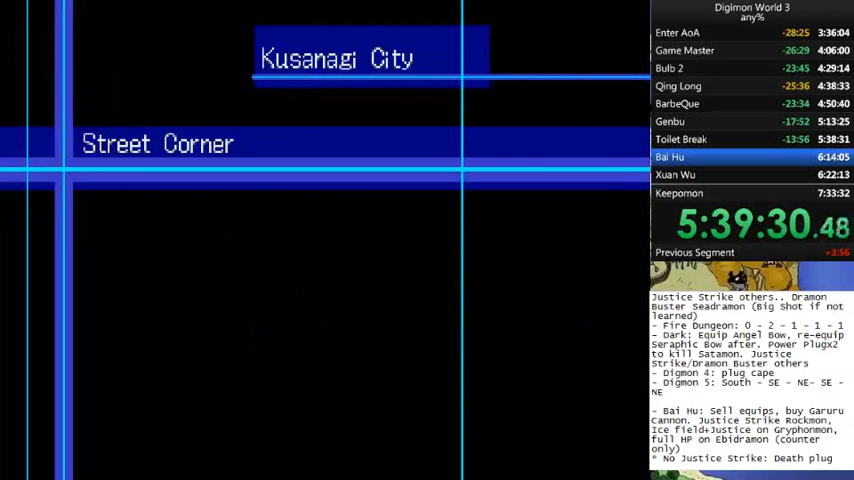 Kusanagi City
Street Corner
Digimon World 3
any%
Enter AoA -28:25 3:36:04
Game Master -26:29 4:06:00
Bulb 2 -23:45 4:29:14
Qing Long -25:36 4:38:33
BarbeQue -23:34 4:50:40
Genbu -17:52 5:13:25
Toilet Break -13:56 5:38:31
Bai Hu 6:14:05
Xuan Wu 6:22:13
Keepomon 7:33:32
5:39:30.48
Previous Segment +3:56
Justice Strike others.. Dramon
Buster Seadramon (Big Shot if not
learned)
- Fire Dungeon: 0 - 2 - 1 - 1 - 1
- Dark: Equip Angel Bow, re-equip
Seraphic Bow after. Power Plugx2
to kill Satamon. Justice
Strike/Dramon Buster others
- Digmon 4: plug cape
- Digmon 5: South - SE - NE- SE -
NE
- Bai Hu: Sell equips, buy Garuru
Cannon. Justice Strike Rockmon,
Ice field+Justice on Gryphonmon,
full HP on Ebidramon (counter
only)
* No Justice Strike: Death plug